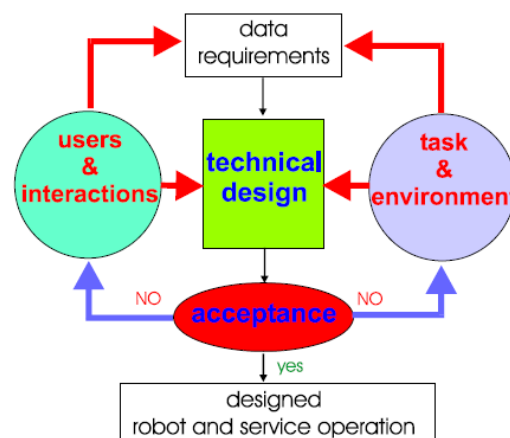 data
requirements
users
&
interactions
technical
design
task
&
environment
NO
NO
acceptance
yes
designed
robot and service operation